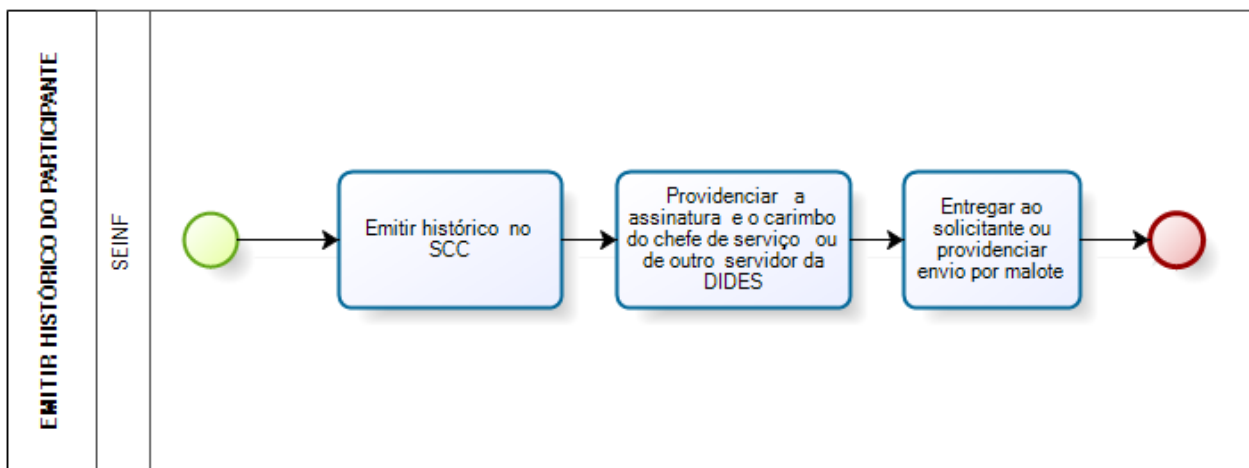 EMITIR HISTÓRICO DO PARTICIPANTE
SEINF
Emitir histórico no
SCC
Providenciar a
assinatura e o carimbo
do chefe de serviço ou
de outro servidor da
DIDES
Entregar ao
solicitante ou
providenciar
envio por malote